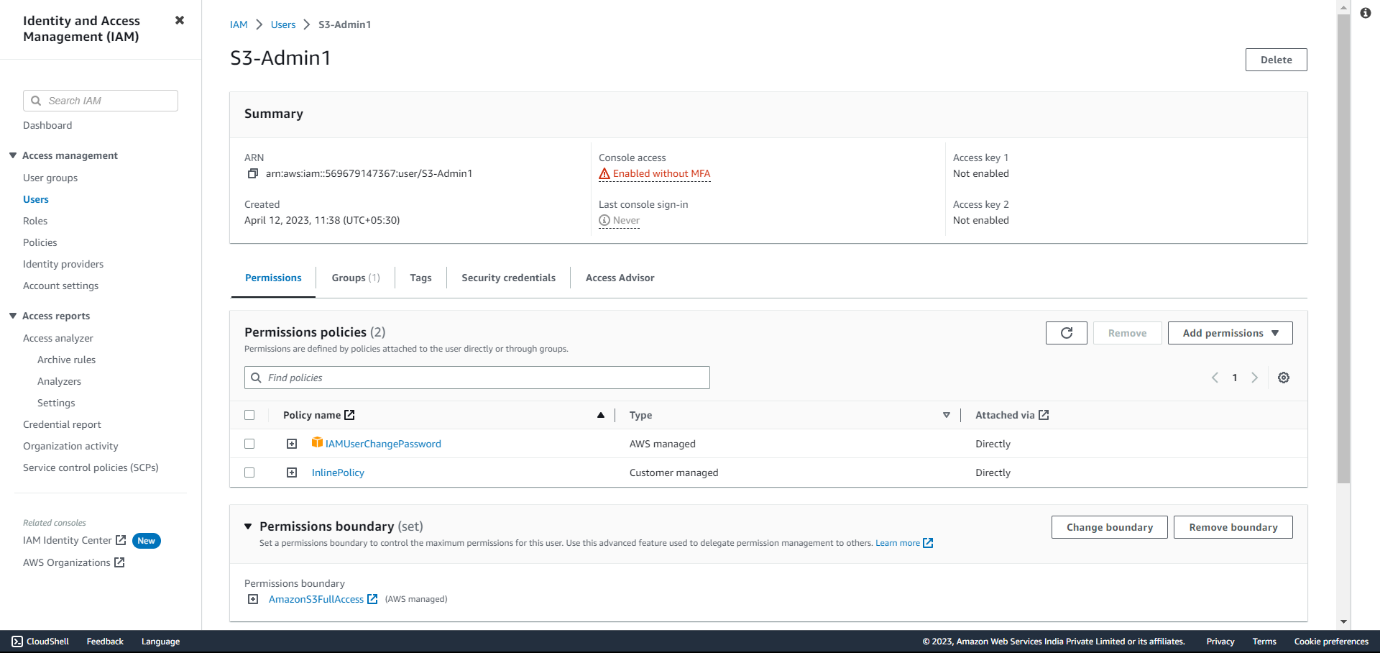 Identity and Access
Management (IAM)
Search IAM
Dashboard
Access management
User groups
Users
Roles
Policies
Identity providers
Account settings
Access reports
Access analyzer
Archive rules
Analyzers
Settings
Credential report
Organization activity
Service control policies (SCPs)
Related consoles
IAM Identity Center New
AWS Organizations
IAM > Users > S3-Admin1
S3-Admin1
Delete
Summary
ARN
arn:aws:iam::569679147367:user/S3-Admin1
Created
April 12, 2023, 11:38 (UTC+05:30)
Console access
Enabled without MFA
Last console sign-in
Never
Access key 1
Not enabled
Access key 2
Not enabled
Permissions Groups (1) Tags Security credentials Access Advisor
Permissions policies (2)
Permissions are defined by policies attached to the user directly or through groups.
Remove Add permissions
Find policies
1
Policy name Type Attached via
IAMUserChangePassword AWS managed Directly
InlinePolicy Customer managed Directly
Permissions boundary (set)
Set a permissions boundary to control the maximum permissions for this user. Use this advanced feature used to delegate permission management to others. Learn more
Change boundary Remove boundary
Permissions boundary
AmazonS3FullAccess (AWS managed)
CloudShell Feedback Language © 2023, Amazon Web Services India Private Limited or its affiliates. Privacy Terms Cookie preferences